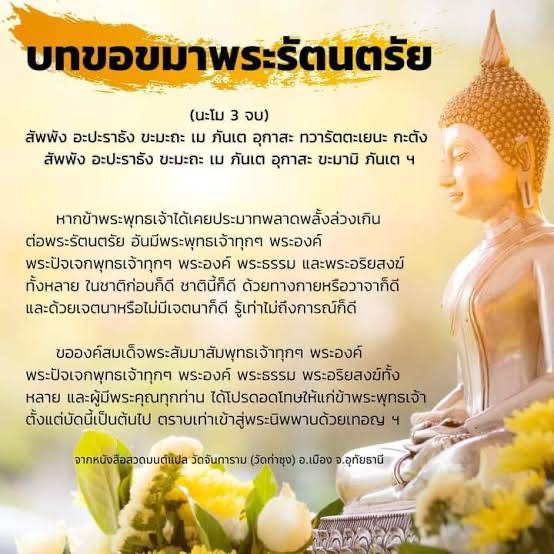 บทขอขมาพระรัตนตรัย
(นะโม 3 จบ)
สัพพัง อะปะราธัง ขะมะถะ เม ภันเต อุกาสะ ทวารัตตะเยนะ กะตัง
สัพพัง อะปะราธัง ขะมะถะ เม ภันเต อุกาสะ ขะมามิ ภันเต ฯ
หากข้าพระพุทธเจ้าได้เคยประมาทพลาดพลั้งล่วงเกิน
ต่อพระรัตนตรัย อันมีพระพุทธเจ้าทุกๆ พระองค์
พระปัจเจกพุทธเจ้าทุกๆ พระองค์ พระธรรม และพระอริยสงฆ์
ทั้งหลาย ในชาติก่อนก็ดี ชาตินี้ก็ดี ด้วยทางกายหรือวาจาก็ดี
และด้วยเจตนาหรือไม่มีเจตนาก็ดี รู้เท่าไม่ถึงการณ์ก็ดี
ขอองค์สมเด็จพระสัมมาสัมพุทธเจ้าทุกๆ พระองค์
พระปัจเจกพุทธเจ้าทุกๆ พระองค์ พระธรรม พระอริยสงฆ์ทั้ง
หลาย และผู้มีพระคุณทุกท่าน ได้โปรดอดโทษให้แก่ข้าพระพุทธเจ้า
ตั้งแต่บัดนี้เป็นต้นไป ตราบเท่าเข้าสู่พระนิพพานด้วยเทอญ ฯ
จากหนังสือสวดมนต์แปล วัดจันทาราม (วัดท่าซุง) อ.เมือง จ.อุทัยธานี